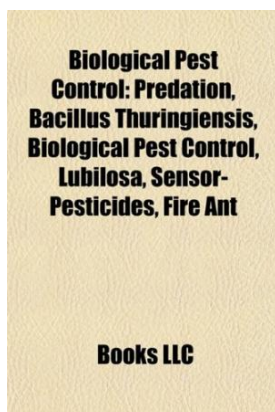 Biological Pest
Control: Predation,
Bacillus Thuringiensis,
Biological Pest Control,
Lubilosa, Sensor-
Pesticides, Fire Ant
Books LLC